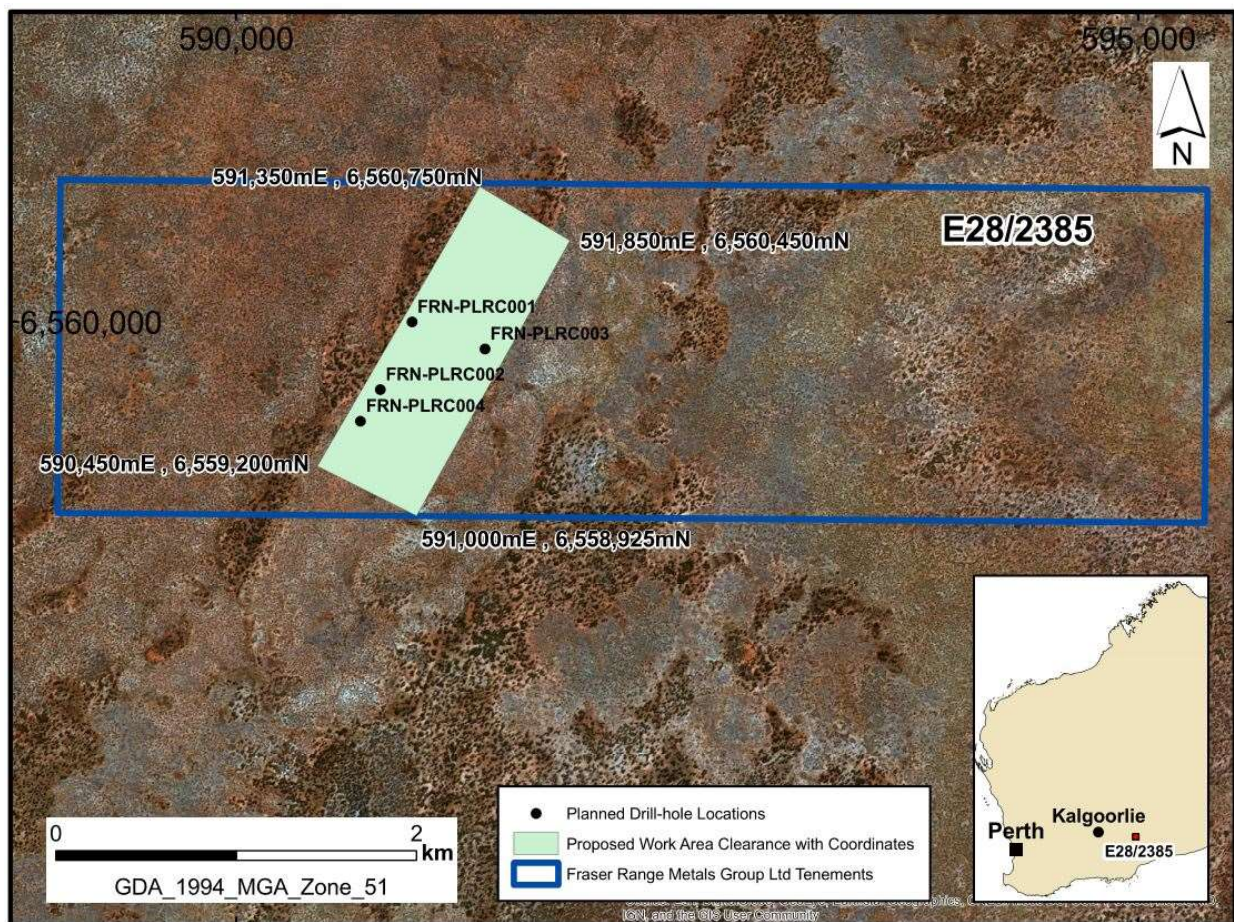 590,000
595,000
N
591,350mE , 6,560,750mN
591,850mE , 6,560,450mN
E28/2385
6,560,000
FRN-PLRC001
FRN-PLRC003
FRN-PLRC002
FRN-PLRC004
590,450mE , 6,559,200mN
591,000mE , 6,558,925mN
0 2
km
GDA_1994_MGA_Zone_51
Planned Drill-hole Locations
Proposed Work Area Clearance with Coordinates
Fraser Range Metals Group Ltd Tenements
Kalgoorlie
Perth
E28/2385
IGN, and the GIS User Community